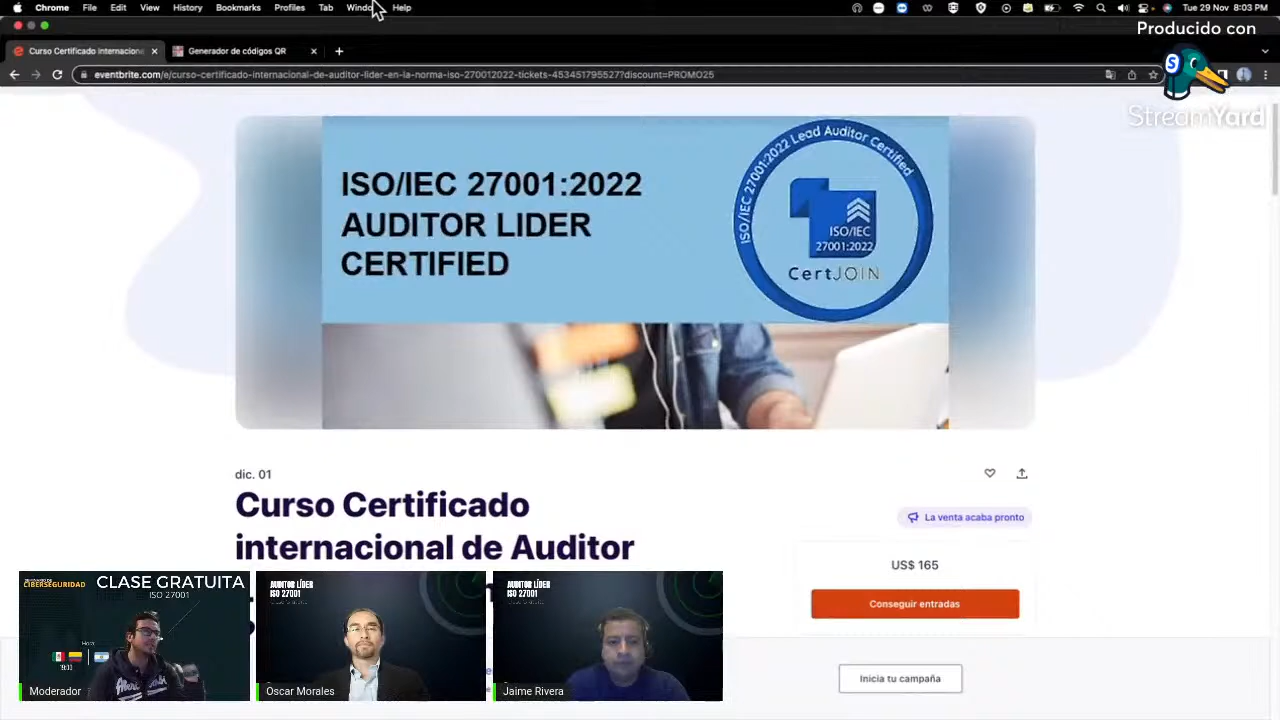 Chrome File Edit View History Bookmarks Profiles Tab Window Help
Tue 29 Nov 8:03 PM
Producido con
StreamYard
Curso Certificado internaciona
Generador de códigos QR
eventbrite.com/e/curso-certificado-internacional-de-auditor-lider-en-la-norma-iso-270012022-tickets-453451795527?discount=PROMO25
ISO/IEC 27001:2022
AUDITOR LIDER
CERTIFIED
ISO/IEC 27001:2022 Lead Auditor Certified
ISO/IEC
27001:2022
CertJOIN
dic. 01
Curso Certificado
internacional de Auditor
La venta acaba pronto
US$ 165
Conseguir entradas
Inicia tu campaña
CIBERSEGURIDAD
CLASE GRATUITA
ISO 27001
Hora:
Moderador
AUDITOR LÍDER
ISO 27001
Oscar Morales
AUDITOR LÍDER
ISO 27001
Jaime Rivera